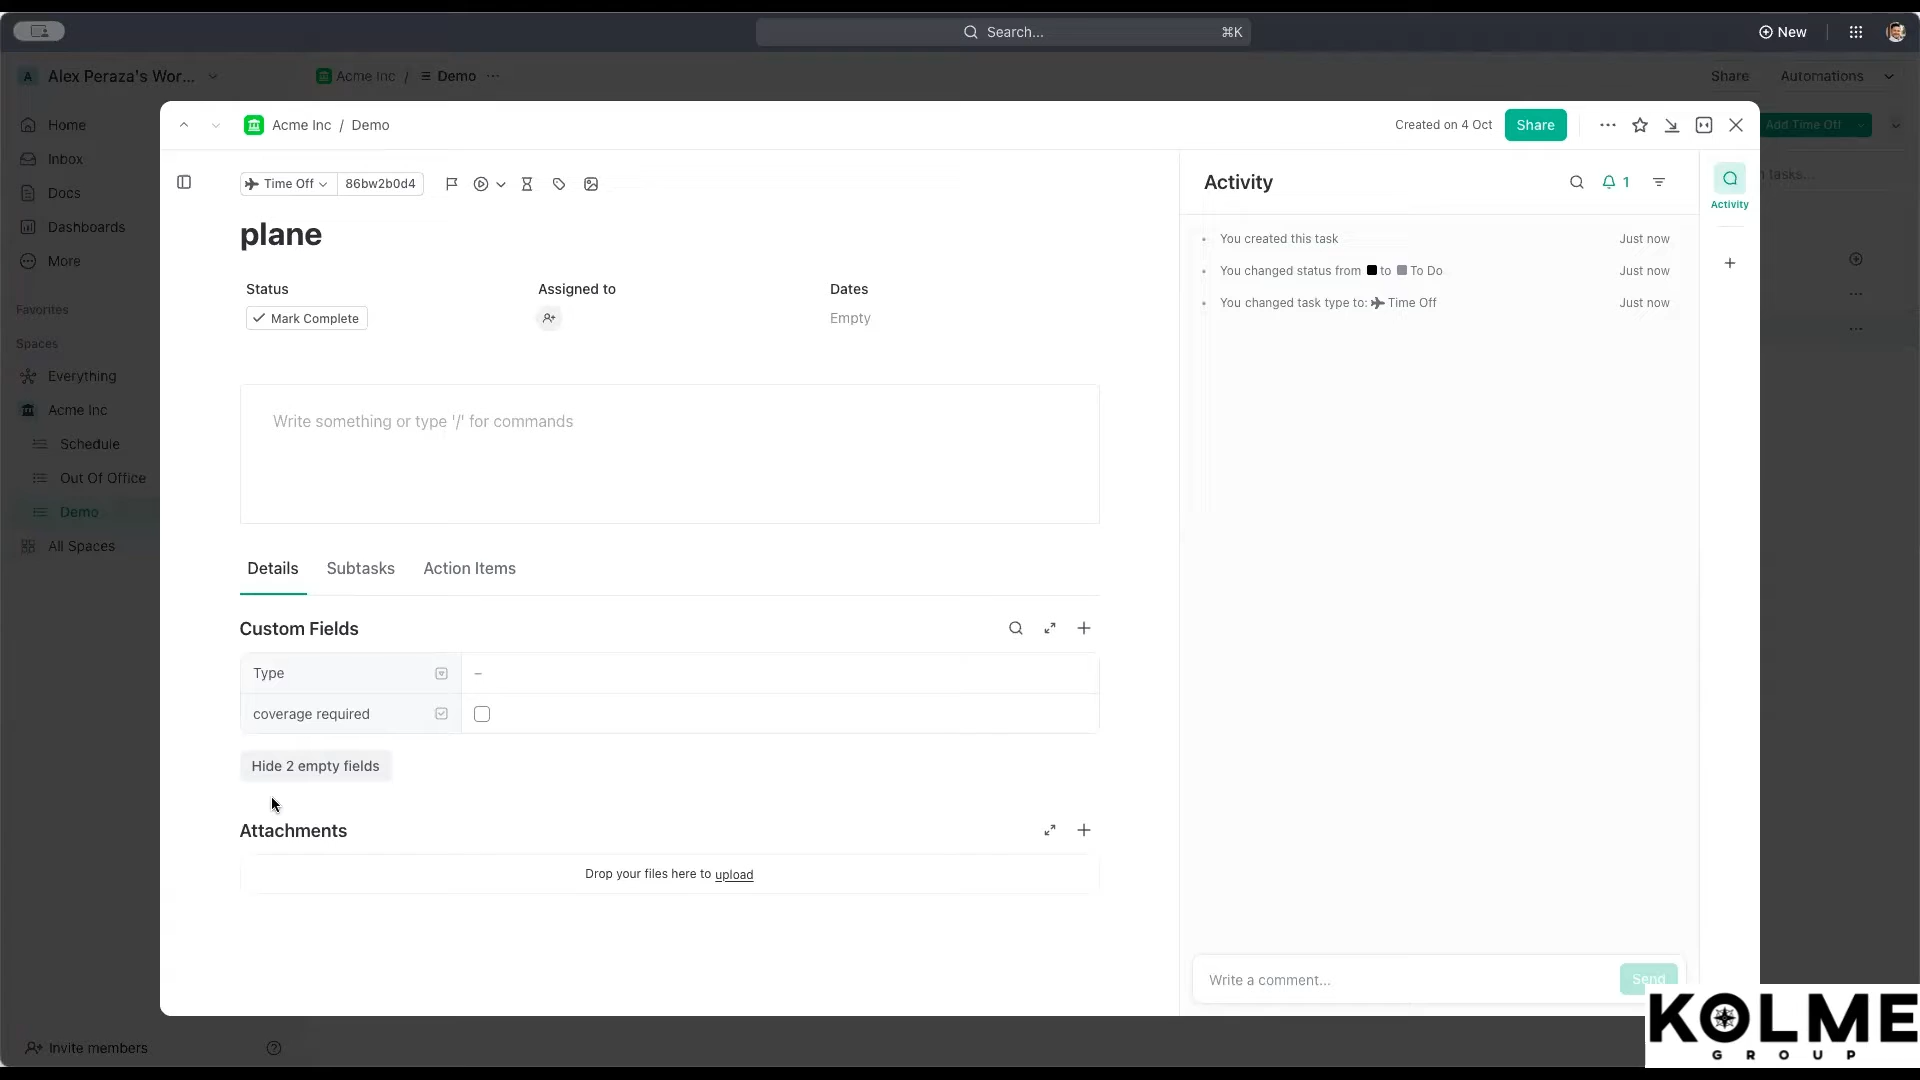 Search...
⌘K
New
A
Alex Peraza's Wor...
Acme Inc / Demo ...
Share
Automations
Home
Inbox
Docs
Dashboards
More
Favorites
Spaces
Everything
Acme Inc
Schedule
Out Of Office
Demo
All Spaces
Invite members
Acme Inc / Demo
Created on 4 Oct
Share
Add Time Off
tasks...
Time Off
86bw2b0d4
plane
Status
Assigned to
Dates
Mark Complete
Empty
Write something or type '/' for commands
Details
Subtasks
Action Items
Custom Fields
Type
–
coverage required
Hide 2 empty fields
Attachments
Drop your files here to upload
Activity
1
Activity
You created this task
Just now
You changed status from to To Do
Just now
You changed task type to: Time Off
Just now
Write a comment...
Send
KOLME
GROUP